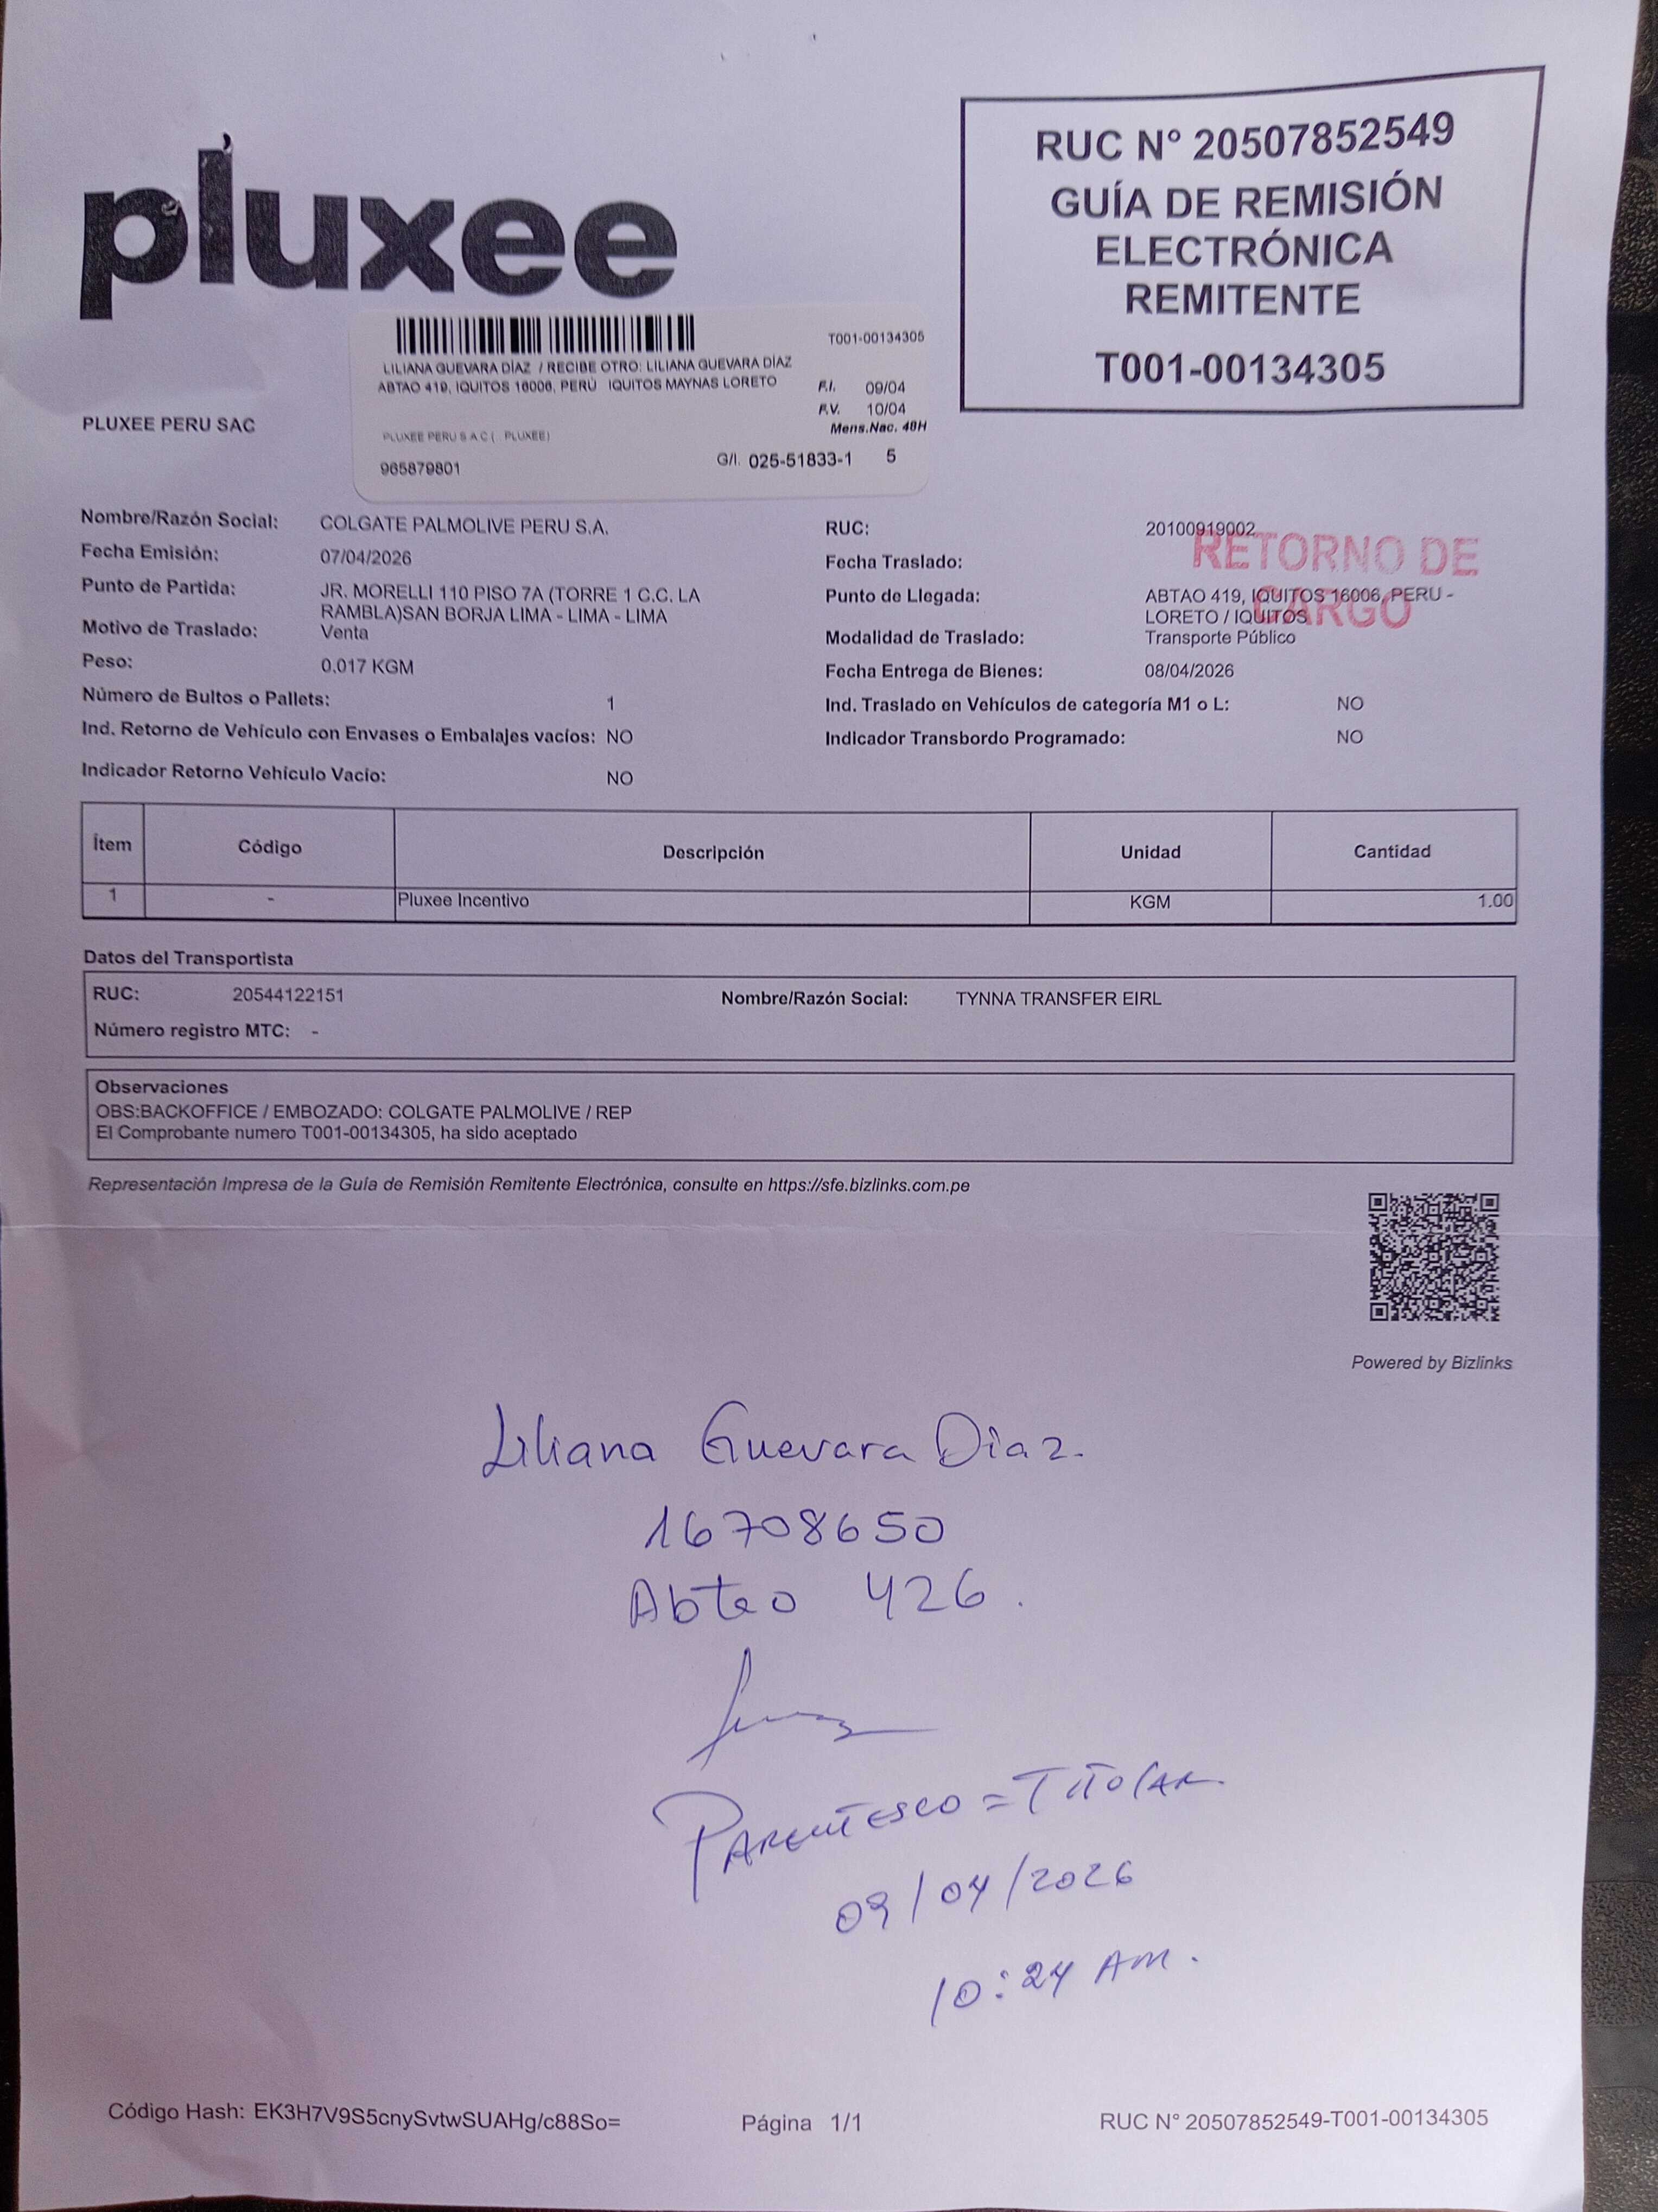 pluxee
RUC N° 20507852549
GUÍA DE REMISIÓN
ELECTRÓNICA
REMITENTE
T001-00134305
T001-00134305
LILIANA GUEVARA DÍAZ / RECIBE OTRO: LILIANA GUEVARA DÍAZ
ABTAO 419, IQUITOS 16006, PERÚ IQUITOS MAYNAS LORETO
F.I. 09/04
F.V. 10/04
Mens.Nac. 48H
PLUXEE PERU S A C ( . PLUXEE)
965879801
G/I. 025-51833-1 5
PLUXEE PERU SAC
Nombre/Razón Social: COLGATE PALMOLIVE PERU S.A.
RUC: 20100919002
Fecha Emisión: 07/04/2026
Fecha Traslado:
RETORNO DE
CARGO
Punto de Partida: JR. MORELLI 110 PISO 7A (TORRE 1 C.C. LA
RAMBLA)SAN BORJA LIMA - LIMA - LIMA
Punto de Llegada: ABTAO 419, IQUITOS 16006, PERU -
LORETO / IQUITOS
Motivo de Traslado: Venta
Modalidad de Traslado: Transporte Público
Peso: 0.017 KGM
Fecha Entrega de Bienes: 08/04/2026
Número de Bultos o Pallets: 1
Ind. Traslado en Vehículos de categoría M1 o L: NO
Ind. Retorno de Vehículo con Envases o Embalajes vacíos: NO
Indicador Transbordo Programado: NO
Indicador Retorno Vehículo Vacío: NO
Ítem Código Descripción Unidad Cantidad
1 - Pluxee Incentivo KGM 1.00
Datos del Transportista
RUC: 20544122151 Nombre/Razón Social: TYNNA TRANSFER EIRL
Número registro MTC: -
Observaciones
OBS:BACKOFFICE / EMBOZADO: COLGATE PALMOLIVE / REP
El Comprobante numero T001-00134305, ha sido aceptado
Representación Impresa de la Guía de Remisión Remitente Electrónica, consulte en https://sfe.bizlinks.com.pe
Powered by Bizlinks
Liliana Guevara Diaz.
16708650
Abtao 426.
PARENTESCO = TITULAR
09/04/2026
10:24 AM.
Código Hash: EK3H7V9S5cnySvtwSUAHg/c88So=
Página 1/1
RUC N° 20507852549-T001-00134305